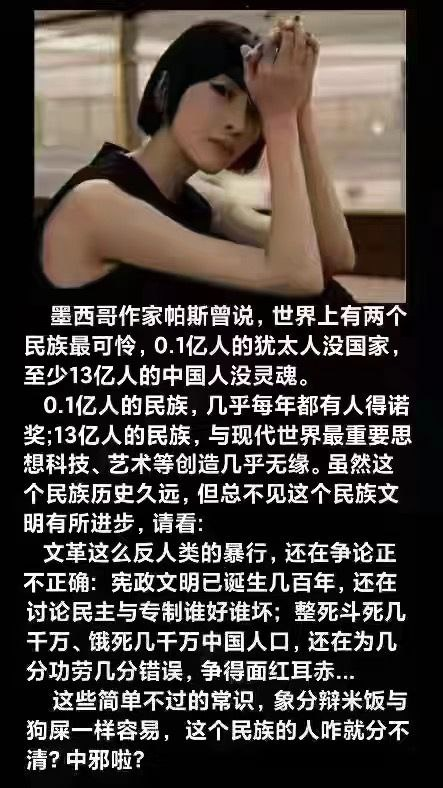 墨西哥作家帕斯曾说，世界上有两个
民族最可怜，0.1亿人的犹太人没国家，
至少13亿人的中国人没灵魂。
0.1亿人的民族，几乎每年都有人得诺
奖;13亿人的民族，与现代世界最重要思
想科技、艺术等创造几乎无缘。虽然这
个民族历史久远，但总不见这个民族文
明有所进步，请看:
文革这么反人类的暴行，还在争论正
不正确：宪政文明已诞生几百年，还在
讨论民主与专制谁好谁坏；整死斗死几
千万、饿死几千万中国人口，还在为几
分功劳几分错误，争得面红耳赤...
这些简单不过的常识，象分辩米饭与
狗屎一样容易，这个民族的人咋就分不
清？中邪啦？